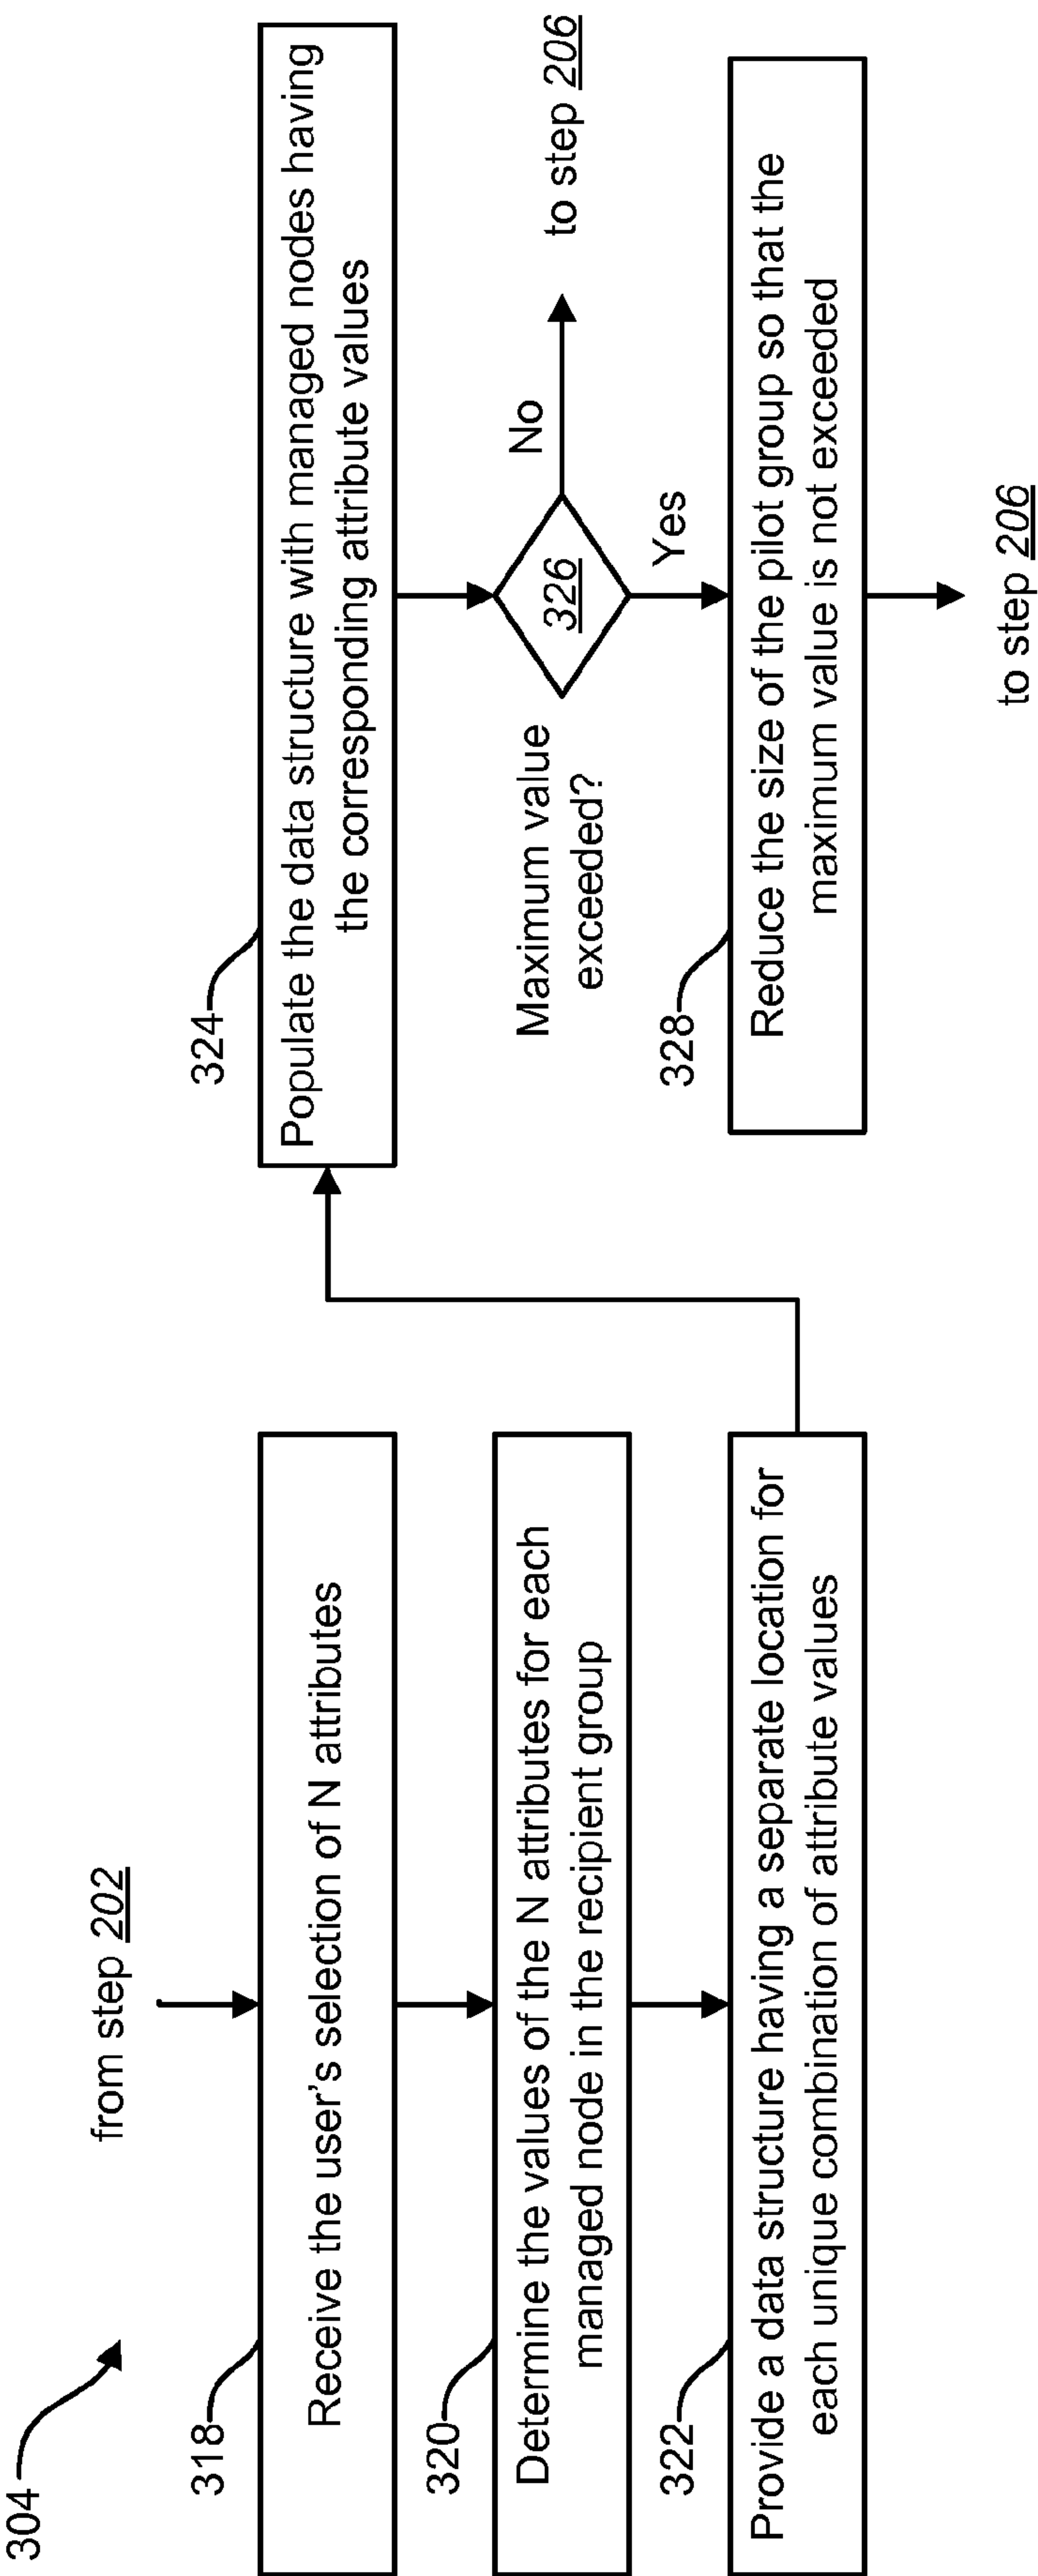 304
from step 202
318
Receive the user's selection of N attributes
320
Determine the values of the N attributes for each
managed node in the recipient group
322
Provide a data structure having a separate location for
each unique combination of attribute values
324
Populate the data structure with managed nodes having
the corresponding attribute values
Maximum value
exceeded?
326
No
to step 206
Yes
328
Reduce the size of the pilot group so that the
maximum value is not exceeded
to step 206